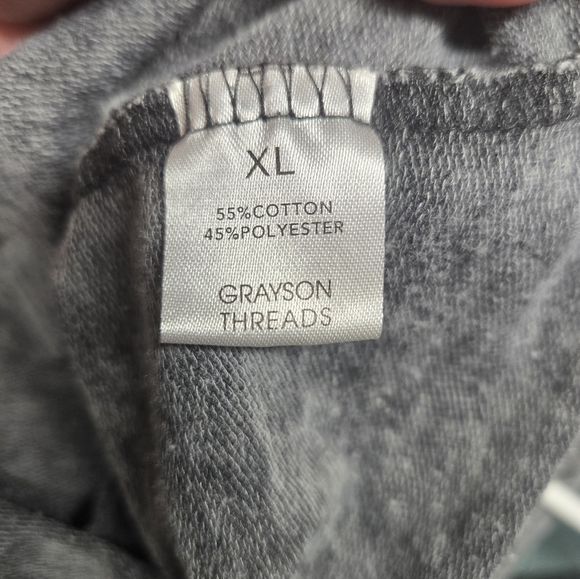 XL
55%COTTON
45%POLYESTER
GRAYSON
THREADS